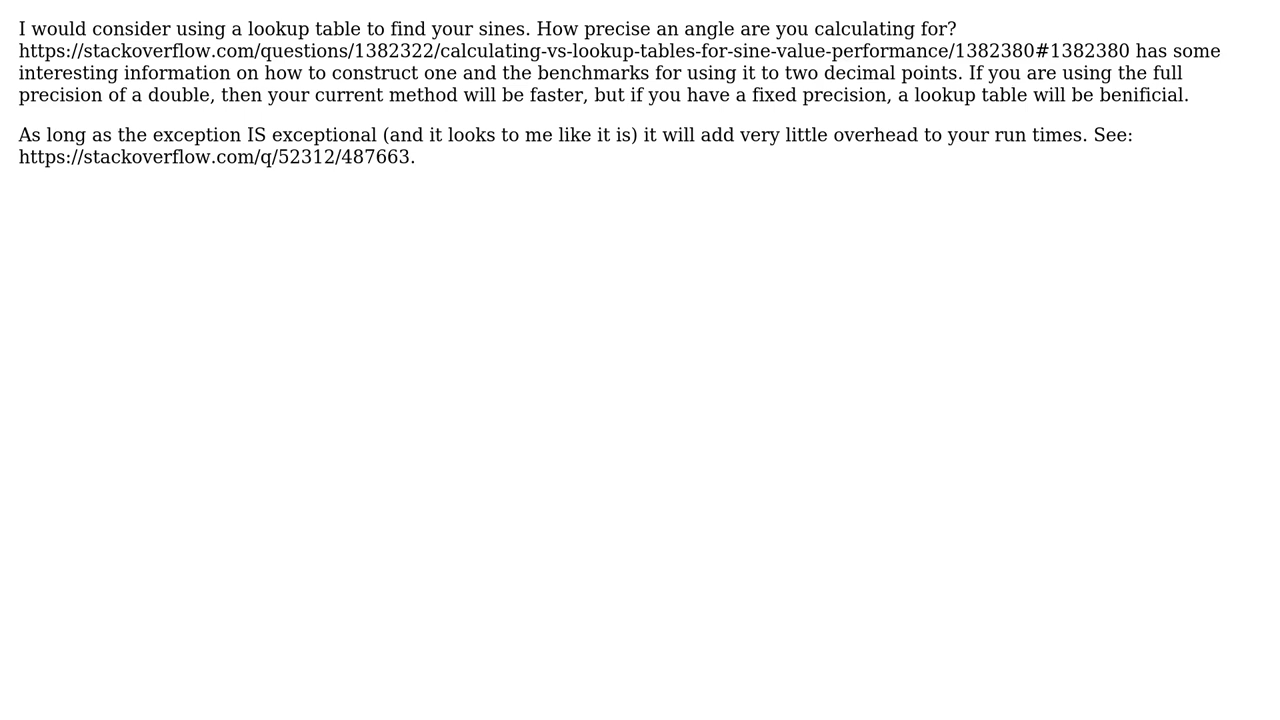 I would consider using a lookup table to find your sines. How precise an angle are you calculating for?
https://stackoverflow.com/questions/1382322/calculating-vs-lookup-tables-for-sine-value-performance/1382380#1382380 has some
interesting information on how to construct one and the benchmarks for using it to two decimal points. If you are using the full
precision of a double, then your current method will be faster, but if you have a fixed precision, a lookup table will be benificial.
As long as the exception IS exceptional (and it looks to me like it is) it will add very little overhead to your run times. See:
https://stackoverflow.com/q/52312/487663.